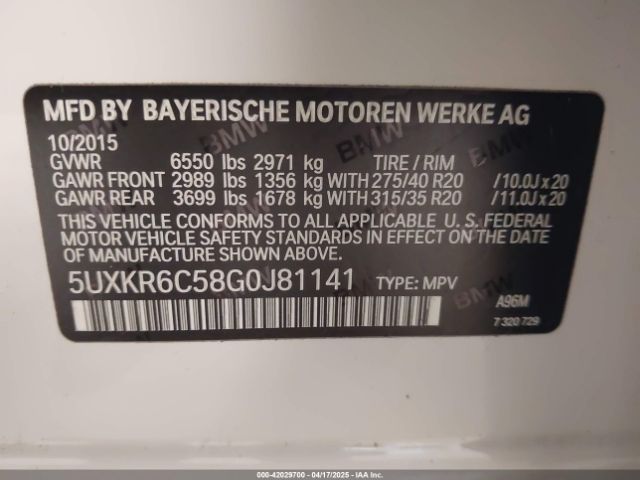 MFD BY BAYERISCHE MOTOREN WERKE AG
10/2015
GVWR 6550 lbs 2971 kg TIRE / RIM
GAWR FRONT 2989 lbs 1356 kg WITH 275/40 R20 /10.0J x 20
GAWR REAR 3699 lbs 1678 kg WITH 315/35 R20 /11.0J x 20
THIS VEHICLE CONFORMS TO ALL APPLICABLE U. S. FEDERAL
MOTOR VEHICLE SAFETY STANDARDS IN EFFECT ON THE DATE
OF MANUFACTURE SHOWN ABOVE.
5UXKR6C58G0J81141 TYPE: MPV
A96M
7 320 729
000-42029700 - 04/17/2025 - COPYRIGHT IAA, LLC.